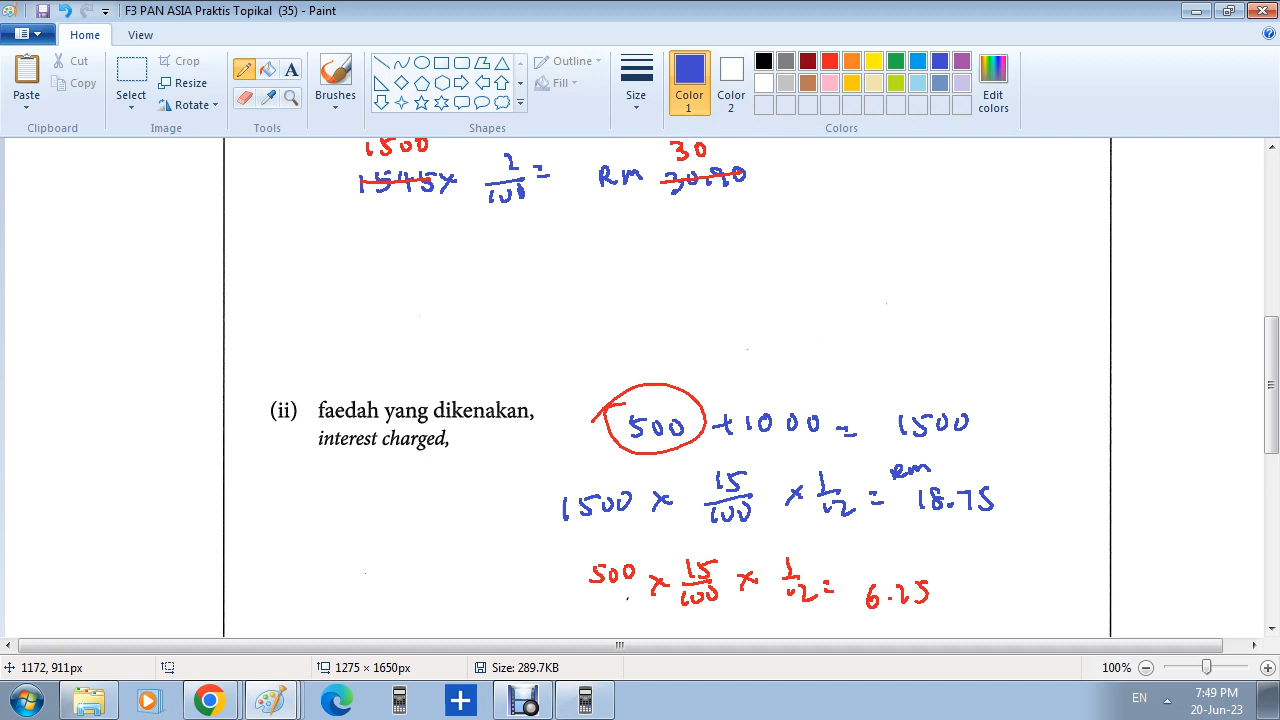 F3 PAN ASIA Praktis Topikal (35) - Paint
Home View
Paste
Cut
Copy
Clipboard
Select
Crop
Resize
Rotate
Image
A
Tools
Brushes
Shapes
Outline
Fill
Size
Color 1
Color 2
Edit colors
Colors
1500 30
1545 x 2/100 = RM 30.90
(ii) faedah yang dikenakan,
interest charged,
500 + 1000 = 1500
1500 x 15/100 x 1/12 = RM 18.75
500 x 15/100 x 1/12 = 6.25
1172, 911px 1275 × 1650px Size: 289.7KB 100%
EN 7:49 PM
20-Jun-23